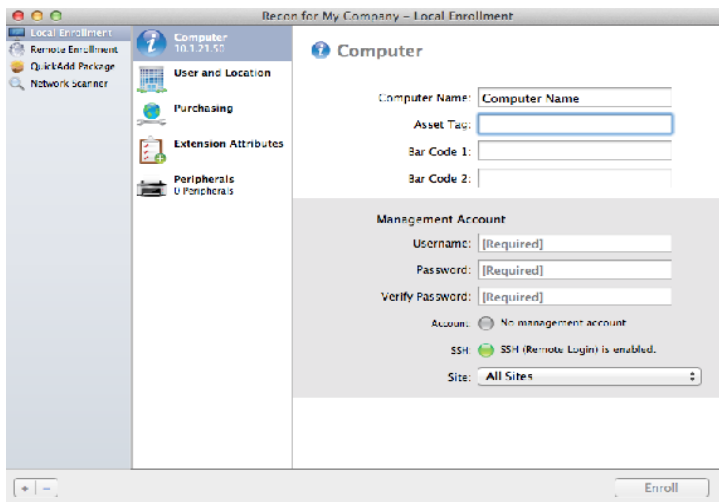 Recon for My Company – Local Enrollment
Local Enrollment
Remote Enrollment
QuickAdd Package
Network Scanner
Computer
10.1.21.50
User and Location
Purchasing
Extension Attributes
Peripherals
0 Peripherals
Computer
Computer Name: Computer Name
Asset Tag:
Bar Code 1:
Bar Code 2:
Management Account
Username: [Required]
Password: [Required]
Verify Password: [Required]
Account: No management account
SSH: SSH (Remote Login) is enabled.
Site: All Sites
+ −
Enroll